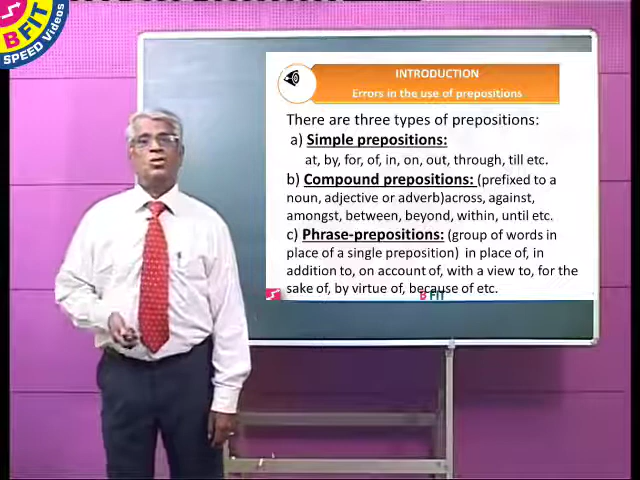 BFIT
SPEED Videos
INTRODUCTION
Errors in the use of prepositions
There are three types of prepositions:
a) Simple prepositions:
at, by, for, of, in, on, out, through, till etc.
b) Compound prepositions: (prefixed to a
noun, adjective or adverb)across, against,
amongst, between, beyond, within, until etc.
c) Phrase-prepositions: (group of words in
place of a single preposition) in place of, in
addition to, on account of, with a view to, for the
sake of, by virtue of, because of etc.
B FIT